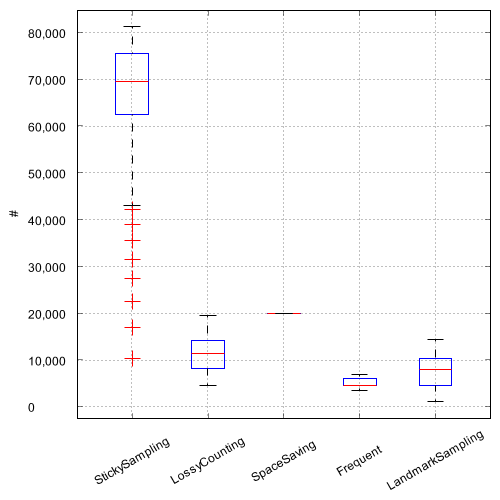 80,000
70,000
60,000
50,000
40,000
30,000
20,000
10,000
0
#
StickySampling
LossyCounting
SpaceSaving
Frequent
LandmarkSampling